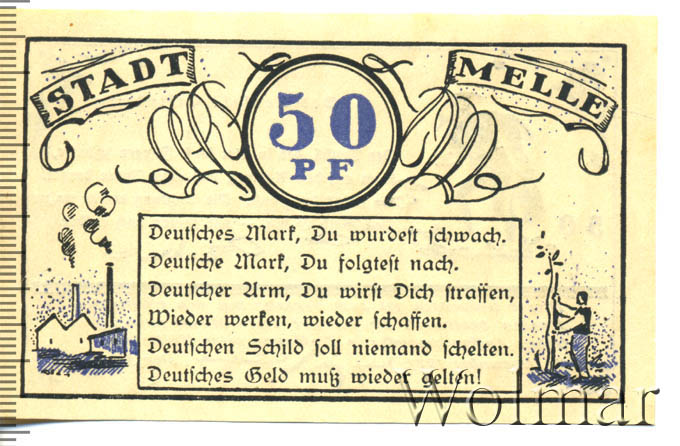 STADT
MELLE
50
PF
Deutsches Mark, Du wurdest schwach.
Deutsche Mark, Du folgtest nach.
Deutscher Arm, Du wirst Dich straffen,
Wieder werken, wieder schaffen.
Deutschen Schild soll niemand schelten.
Deutsches Geld muß wieder gelten!
Wolmar